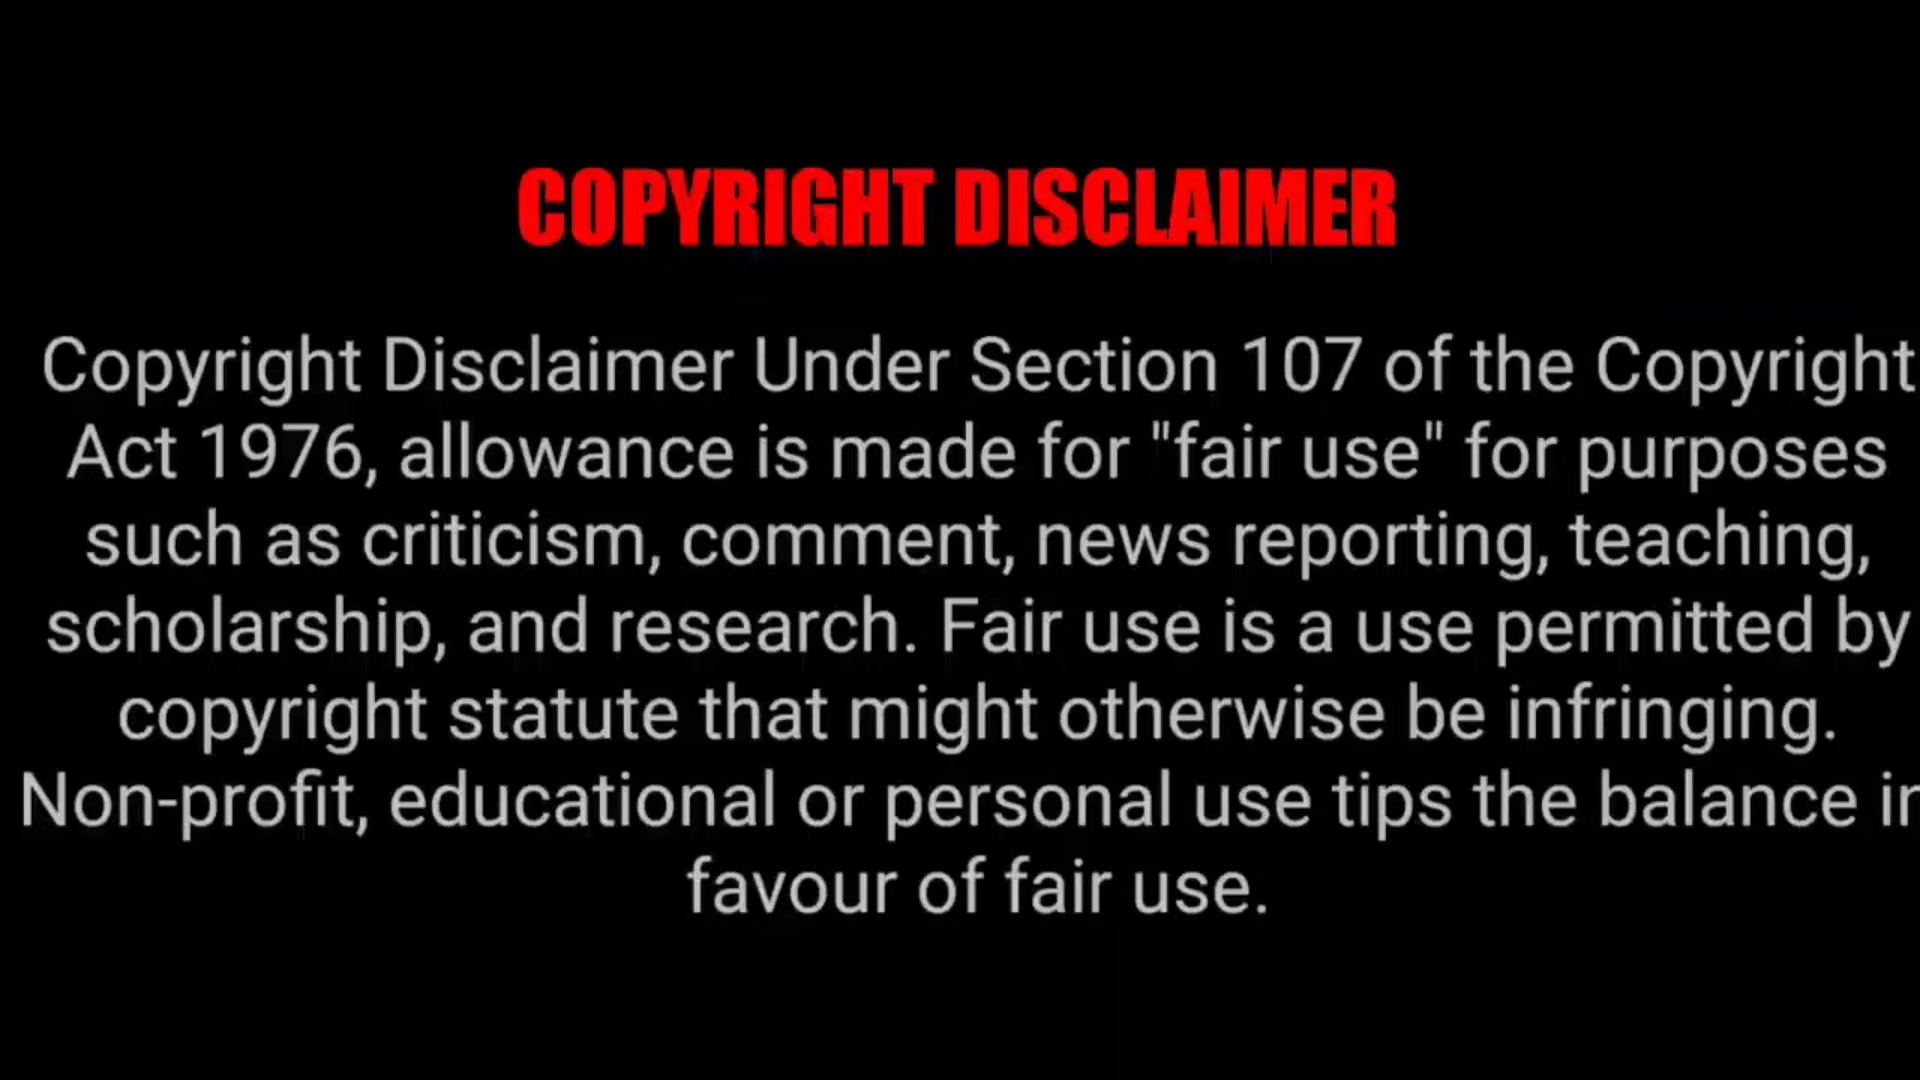 COPYRIGHT DISCLAIMER
Copyright Disclaimer Under Section 107 of the Copyright
Act 1976, allowance is made for "fair use" for purposes
such as criticism, comment, news reporting, teaching,
scholarship, and research. Fair use is a use permitted by
copyright statute that might otherwise be infringing.
Non-profit, educational or personal use tips the balance in
favour of fair use.